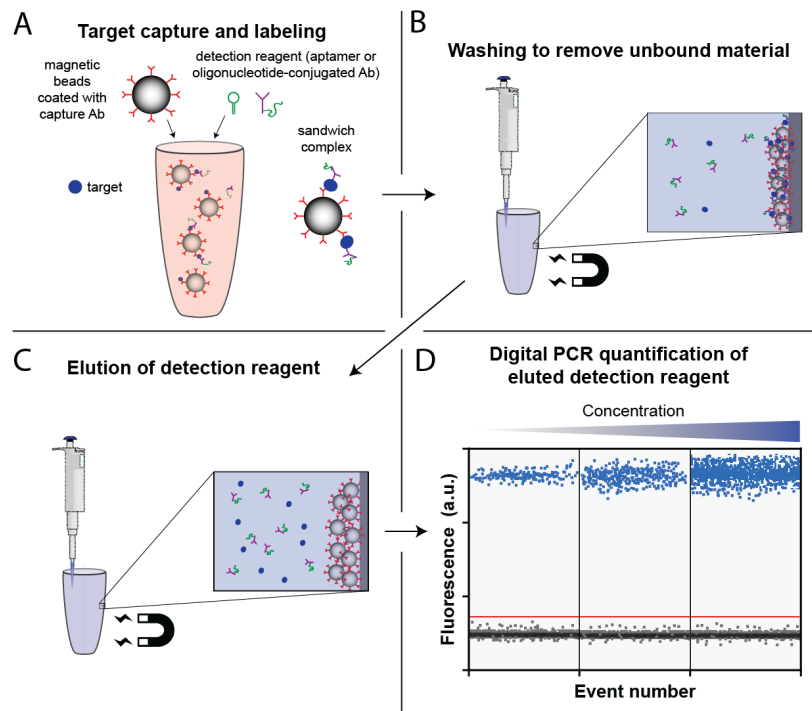 A
Target capture and labeling
magnetic
beads
coated with
capture Ab
detection reagent (aptamer or
oligonucleotide-conjugated Ab)
sandwich
complex
target
B
Washing to remove unbound material
C
Elution of detection reagent
D
Digital PCR quantification of
eluted detection reagent
Concentration
Fluorescence (a.u.)
Event number